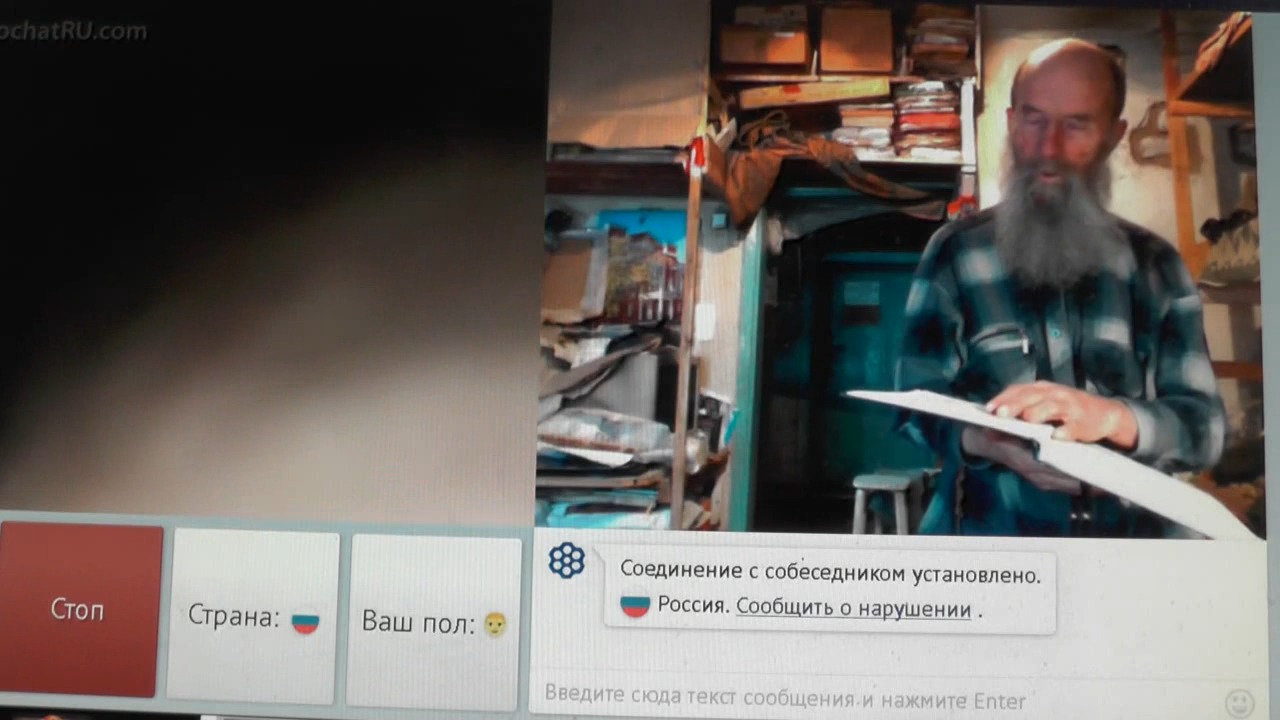 ochatRU.com
Стоп
Страна:
Ваш пол:
Соединение с собеседником установлено.
Россия. Сообщить о нарушении .
Введите сюда текст сообщения и нажмите Enter